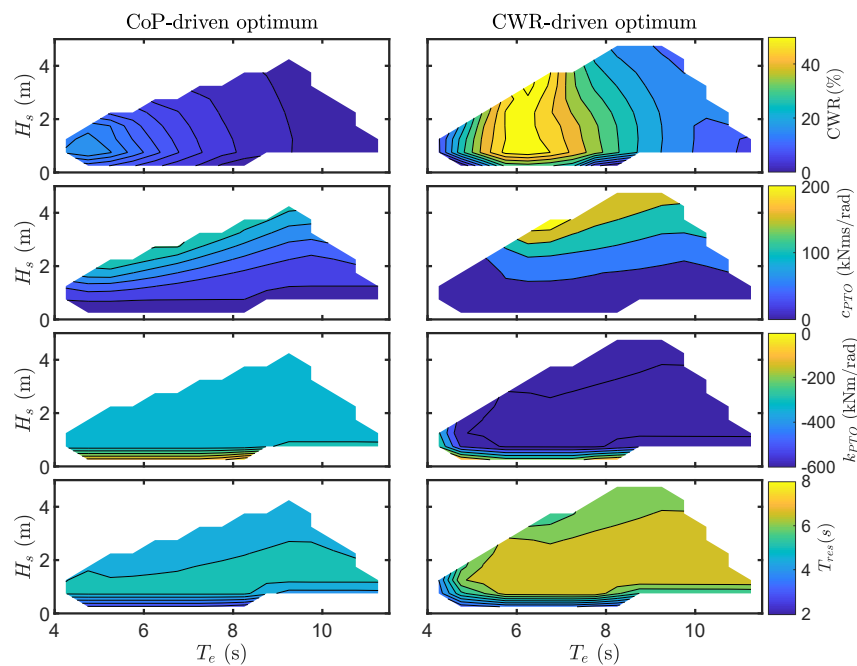 CoP-driven optimum CWR-driven optimum
4
2
0
H_s (m)
40
20
0
CWR(%)
4
2
0
H_s (m)
200
100
0
c_PTO (kNms/rad)
4
2
0
H_s (m)
0
-200
-400
-600
k_PTO (kNm/rad)
4
2
0
H_s (m)
8
6
4
2
T_res(s)
4 6 8 10 4 6 8 10
T_e (s) T_e (s)